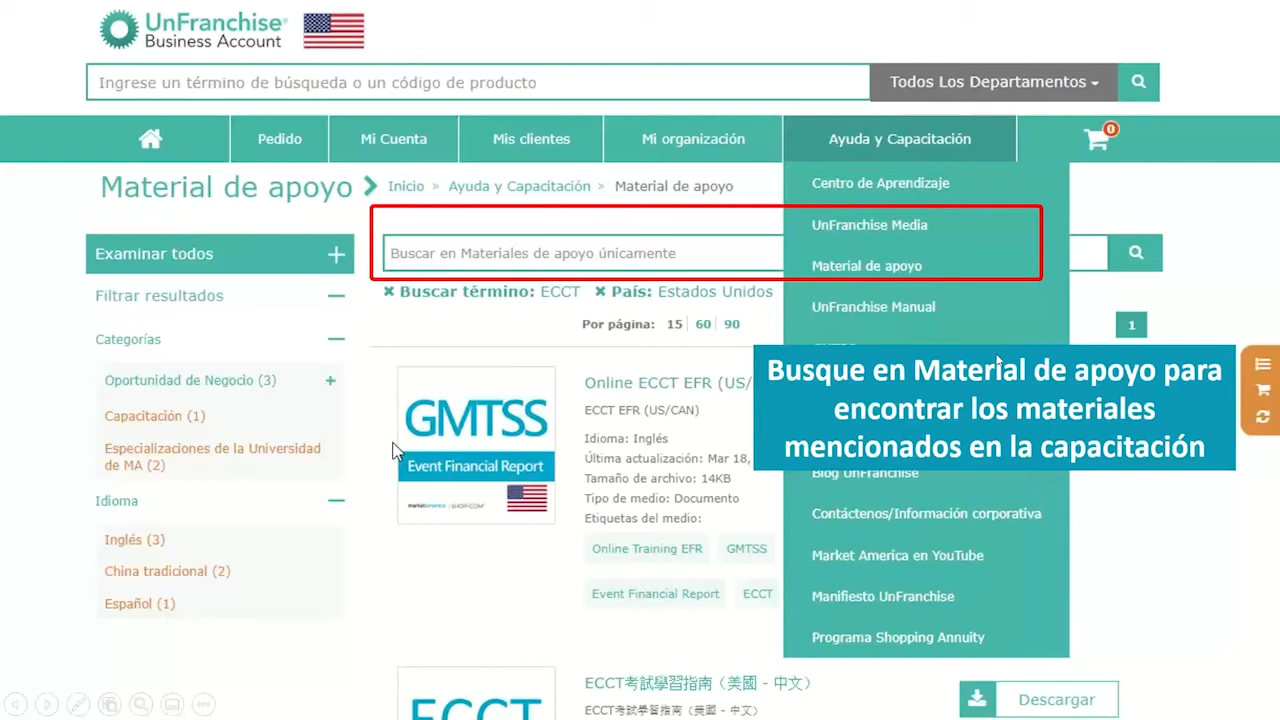 UnFranchise®
Business Account
Ingrese un término de búsqueda o un código de producto
Todos Los Departamentos
Pedido
Mi Cuenta
Mis clientes
Mi organización
Ayuda y Capacitación
0
Material de apoyo
Inicio » Ayuda y Capacitación » Material de apoyo
Centro de Aprendizaje
UnFranchise Media
Material de apoyo
UnFranchise Manual
Blog UnFranchise
Contáctenos/Información corporativa
Market America en YouTube
Manifiesto UnFranchise
Programa Shopping Annuity
Examinar todos
Filtrar resultados
Categorías
Oportunidad de Negocio (3)
Capacitación (1)
Especializaciones de la Universidad
de MA (2)
Idioma
Inglés (3)
China tradicional (2)
Español (1)
Buscar en Materiales de apoyo únicamente
Buscar término: ECCT
País: Estados Unidos
Por página: 15 60 90
1
Busque en Material de apoyo para
encontrar los materiales
mencionados en la capacitación
GMTSS
Event Financial Report
marketamerica | SHOP.COM
Online ECCT EFR (US/
ECCT EFR (US/CAN)
Idioma: Inglés
Última actualización: Mar 18,
Tamaño de archivo: 14KB
Tipo de medio: Documento
Etiquetas del medio:
Online Training EFR
GMTSS
Event Financial Report
ECCT
ECCT
ECCT考試學習指南（美國 - 中文）
ECCT考試學習指南（美國 - 中文）
Descargar